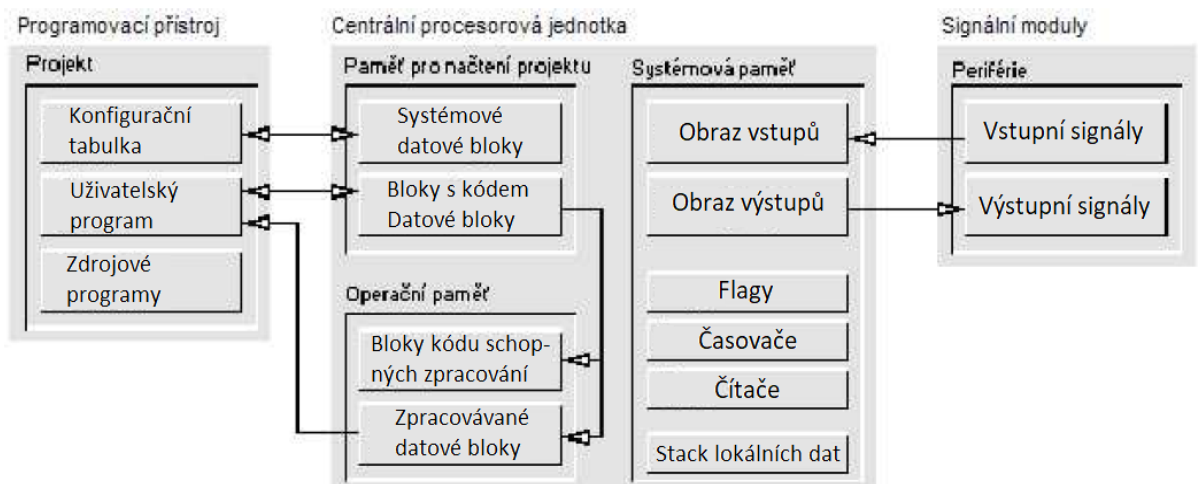 Programovací přístroj
Centrální procesorová jednotka
Signální moduly
Projekt
Konfigurační
tabulka
Uživatelský
program
Zdrojové
programy
Paměť pro načtení projektu
Systémové
datové bloky
Bloky s kódem
Datové bloky
Operační paměť
Bloky kódu schop-
ných zpracování
Zpracovávané
datové bloky
Systémová paměť
Obraz vstupů
Obraz výstupů
Flagy
Časovače
Čítače
Stack lokálních dat
Periférie
Vstupní signály
Výstupní signály